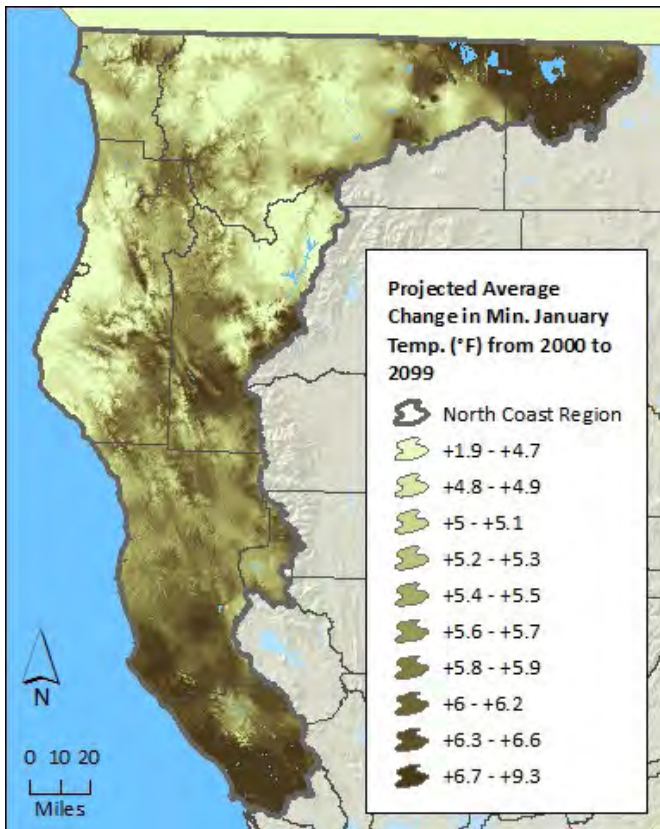 Projected Average
Change in Min. January
Temp. (°F) from 2000 to
2099
North Coast Region
+1.9 - +4.7
+4.8 - +4.9
+5 - +5.1
+5.2 - +5.3
+5.4 - +5.5
+5.6 - +5.7
+5.8 - +5.9
+6 - +6.2
+6.3 - +6.6
+6.7 - +9.3
N
0 10 20
Miles